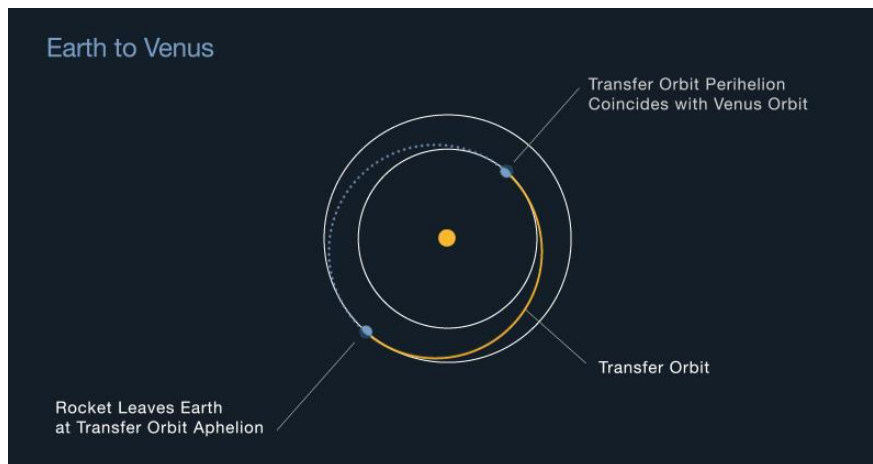 Earth to Venus
Transfer Orbit Perihelion
Coincides with Venus Orbit
Transfer Orbit
Rocket Leaves Earth
at Transfer Orbit Aphelion